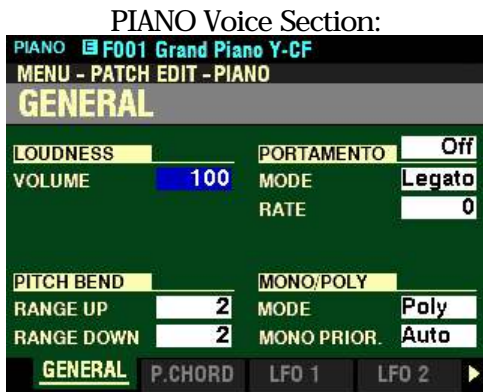 PIANO Voice Section:
PIANO E F001 Grand Piano Y-CF
MENU - PATCH EDIT - PIANO
GENERAL
LOUDNESS
VOLUME 100
PORTAMENTO Off
MODE Legato
RATE 0
PITCH BEND
RANGE UP 2
RANGE DOWN 2
MONO/POLY
MODE Poly
MONO PRIOR. Auto
GENERAL P.CHORD LFO 1 LFO 2